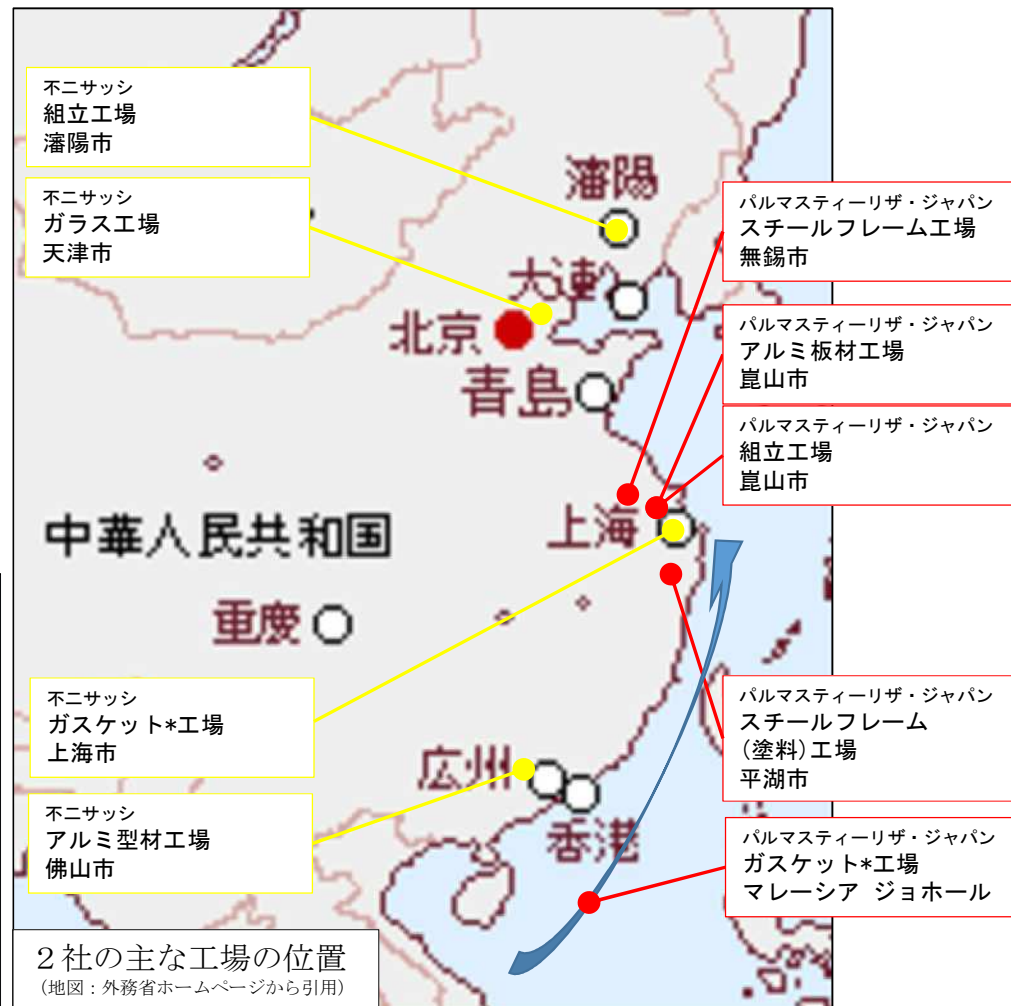 不二サッシ
組立工場
瀋陽市
不二サッシ
ガラス工場
天津市
瀋陽
大連
北京
青島
パルマスティーリザ・ジャパン
スチールフレーム工場
無錫市
パルマスティーリザ・ジャパン
アルミ板材工場
崑山市
パルマスティーリザ・ジャパン
組立工場
崑山市
中華人民共和国
上海
重慶
不二サッシ
ガスケット*工場
上海市
パルマスティーリザ・ジャパン
スチールフレーム
(塗料)工場
平湖市
広州
香港
不二サッシ
アルミ型材工場
佛山市
パルマスティーリザ・ジャパン
ガスケット*工場
マレーシア ジョホール
２社の主な工場の位置
(地図：外務省ホームページから引用)